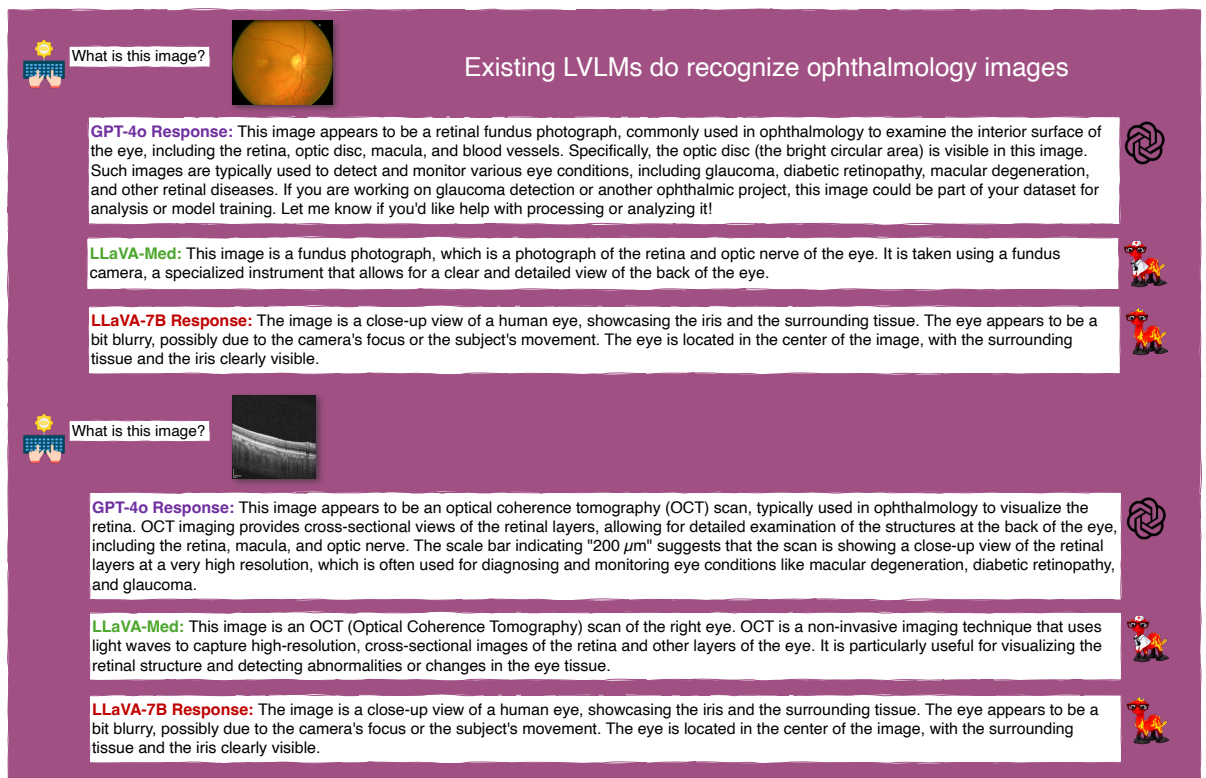 What is this image?
Existing LVLMs do recognize ophthalmology images
GPT-4o Response: This image appears to be a retinal fundus photograph, commonly used in ophthalmology to examine the interior surface of
the eye, including the retina, optic disc, macula, and blood vessels. Specifically, the optic disc (the bright circular area) is visible in this image.
Such images are typically used to detect and monitor various eye conditions, including glaucoma, diabetic retinopathy, macular degeneration,
and other retinal diseases. If you are working on glaucoma detection or another ophthalmic project, this image could be part of your dataset for
analysis or model training. Let me know if you'd like help with processing or analyzing it!
LLaVA-Med: This image is a fundus photograph, which is a photograph of the retina and optic nerve of the eye. It is taken using a fundus
camera, a specialized instrument that allows for a clear and detailed view of the back of the eye.
LLaVA-7B Response: The image is a close-up view of a human eye, showcasing the iris and the surrounding tissue. The eye appears to be a
bit blurry, possibly due to the camera's focus or the subject's movement. The eye is located in the center of the image, with the surrounding
tissue and the iris clearly visible.
What is this image?
GPT-4o Response: This image appears to be an optical coherence tomography (OCT) scan, typically used in ophthalmology to visualize the
retina. OCT imaging provides cross-sectional views of the retinal layers, allowing for detailed examination of the structures at the back of the eye,
including the retina, macula, and optic nerve. The scale bar indicating "200 μm" suggests that the scan is showing a close-up view of the retinal
layers at a very high resolution, which is often used for diagnosing and monitoring eye conditions like macular degeneration, diabetic retinopathy,
and glaucoma.
LLaVA-Med: This image is an OCT (Optical Coherence Tomography) scan of the right eye. OCT is a non-invasive imaging technique that uses
light waves to capture high-resolution, cross-sectional images of the retina and other layers of the eye. It is particularly useful for visualizing the
retinal structure and detecting abnormalities or changes in the eye tissue.
LLaVA-7B Response: The image is a close-up view of a human eye, showcasing the iris and the surrounding tissue. The eye appears to be a
bit blurry, possibly due to the camera's focus or the subject's movement. The eye is located in the center of the image, with the surrounding
tissue and the iris clearly visible.